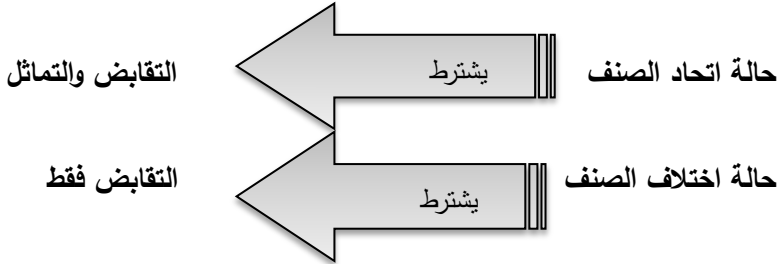 حالة اتحاد الصنف يشترط التقابض والتماثل
حالة اختلاف الصنف يشترط التقابض فقط